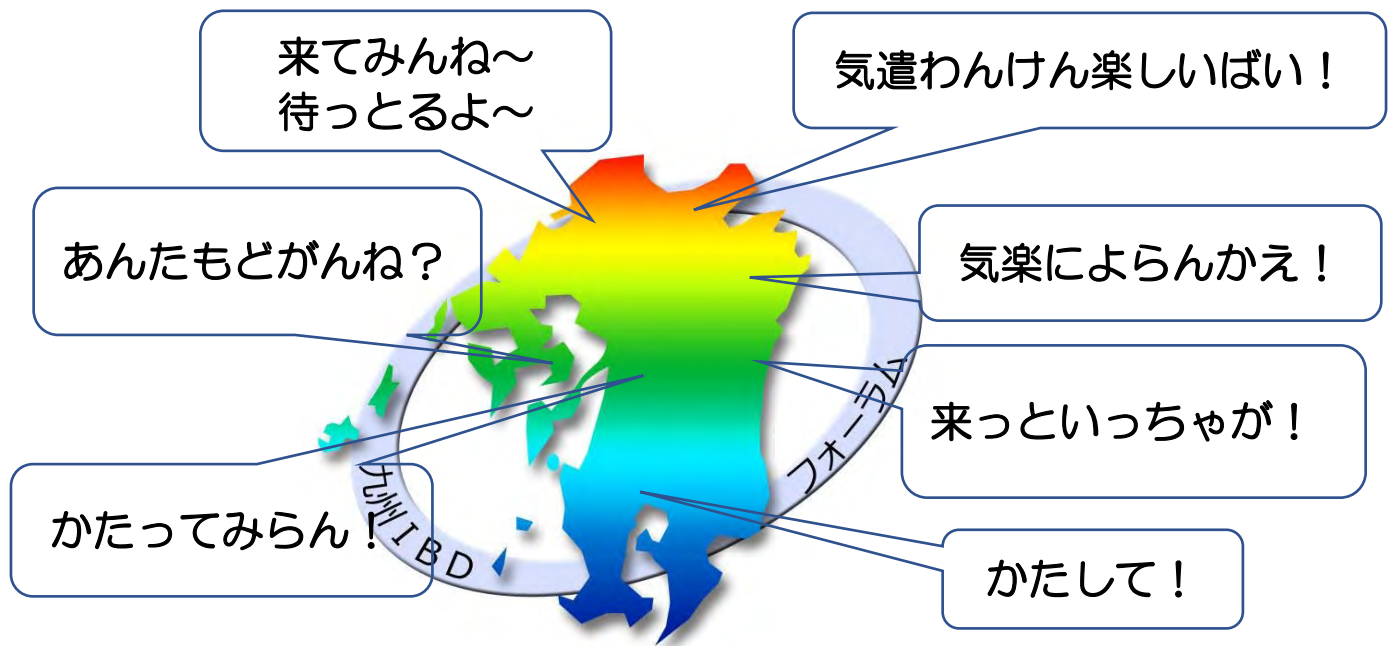 来てみんね～
待っとるよ～
気遣わんけん楽しいばい！
あんたもどがんね？
気楽によらんかえ！
来っといっちゃが！
かたってみらん！
かたして！
九州IBD
フォーラム